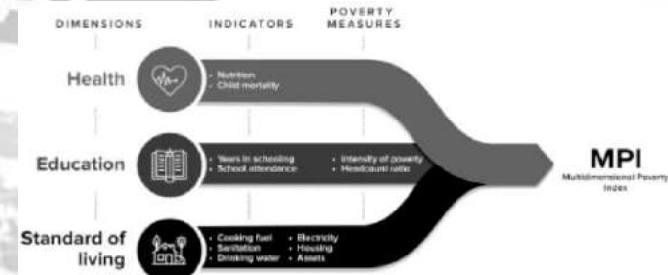 DIMENSIONS
INDICATORS
POVERTY
MEASURES
Health
• Nutrition
• Child mortality
Education
• Years in schooling
• School attendance
• Intensity of poverty
• Headcount ratio
MPI
Multidimensional Poverty
Index
Standard of
living
• Cooking fuel
• Sanitation
• Drinking water
• Electricity
• Housing
• Assets